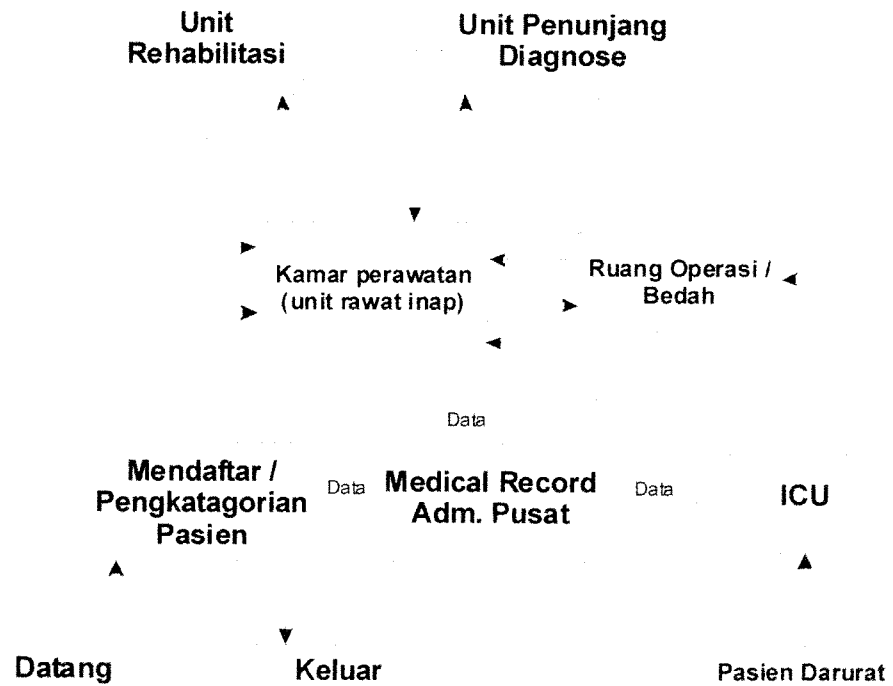 Unit
Rehabilitasi
Unit Penunjang
Diagnose
Kamar perawatan
(unit rawat inap)
Ruang Operasi /
Bedah
Data
Mendaftar /
Pengkatagorian
Pasien
Data
Medical Record
Adm. Pusat
Data
ICU
Datang
Keluar
Pasien Darurat